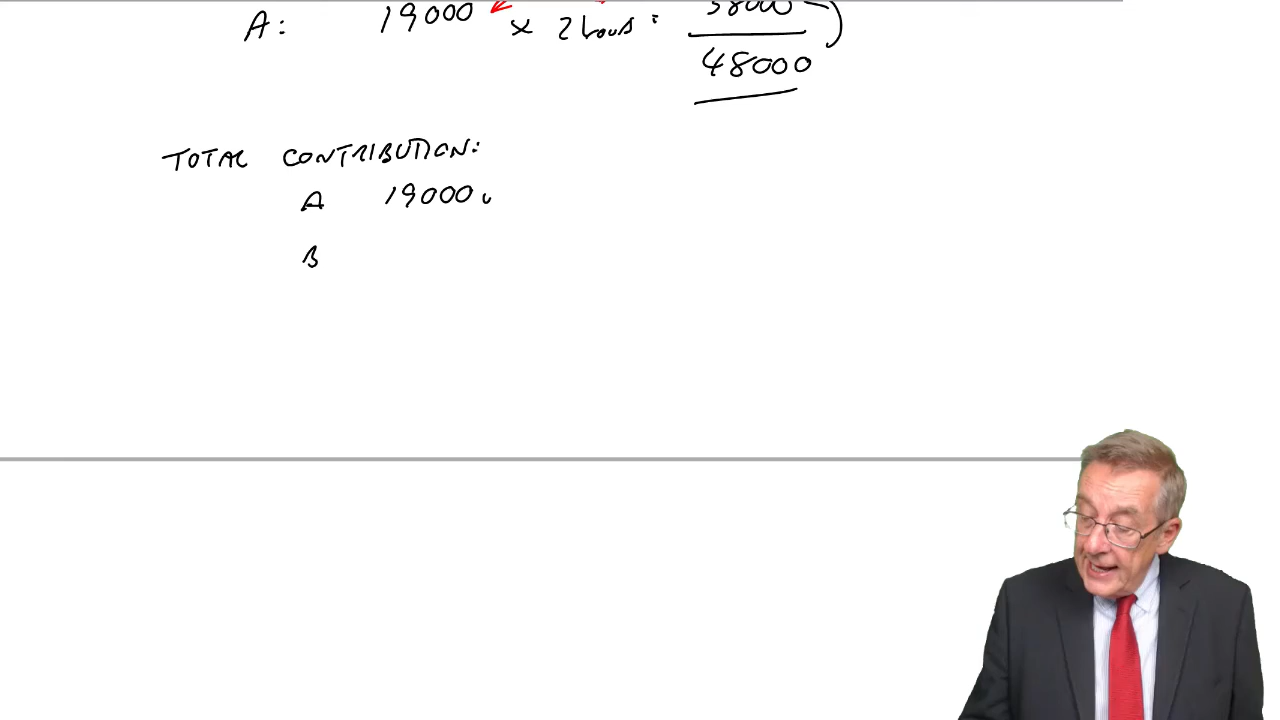 A: 19000 × 2 hours: 38000
48000
TOTAL CONTRIBUTION:
A 19000 u
B